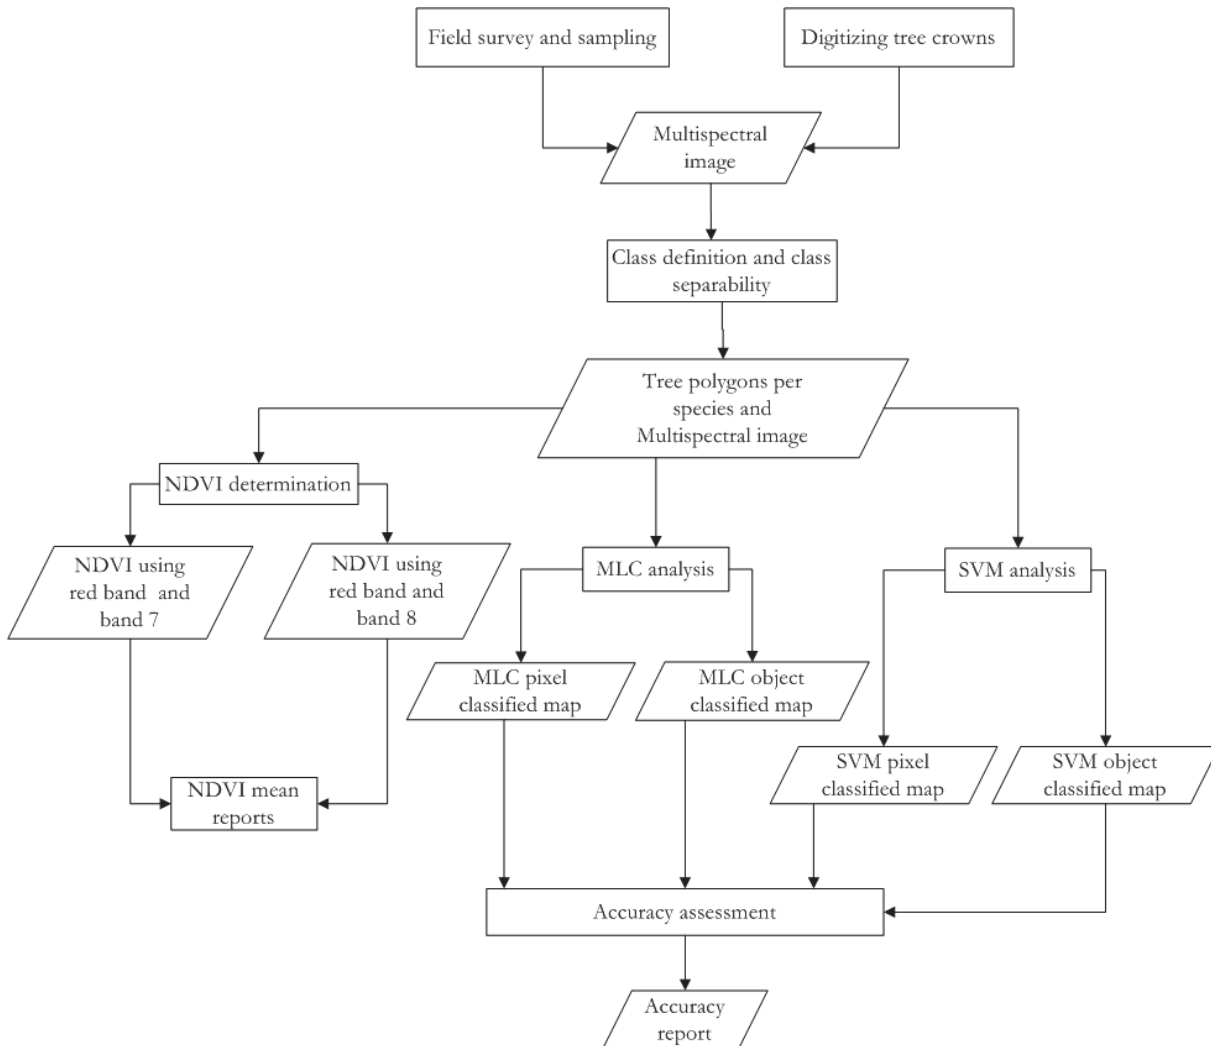 Field survey and sampling
Digitizing tree crowns
Multispectral
image
Class definition and class
separability
Tree polygons per
species and
Multispectral image
NDVI determination
NDVI using
red band and
band 7
NDVI using
red band and
band 8
MLC analysis
SVM analysis
MLC pixel
classified map
MLC object
classified map
SVM pixel
classified map
SVM object
classified map
NDVI mean
reports
Accuracy assessment
Accuracy
report